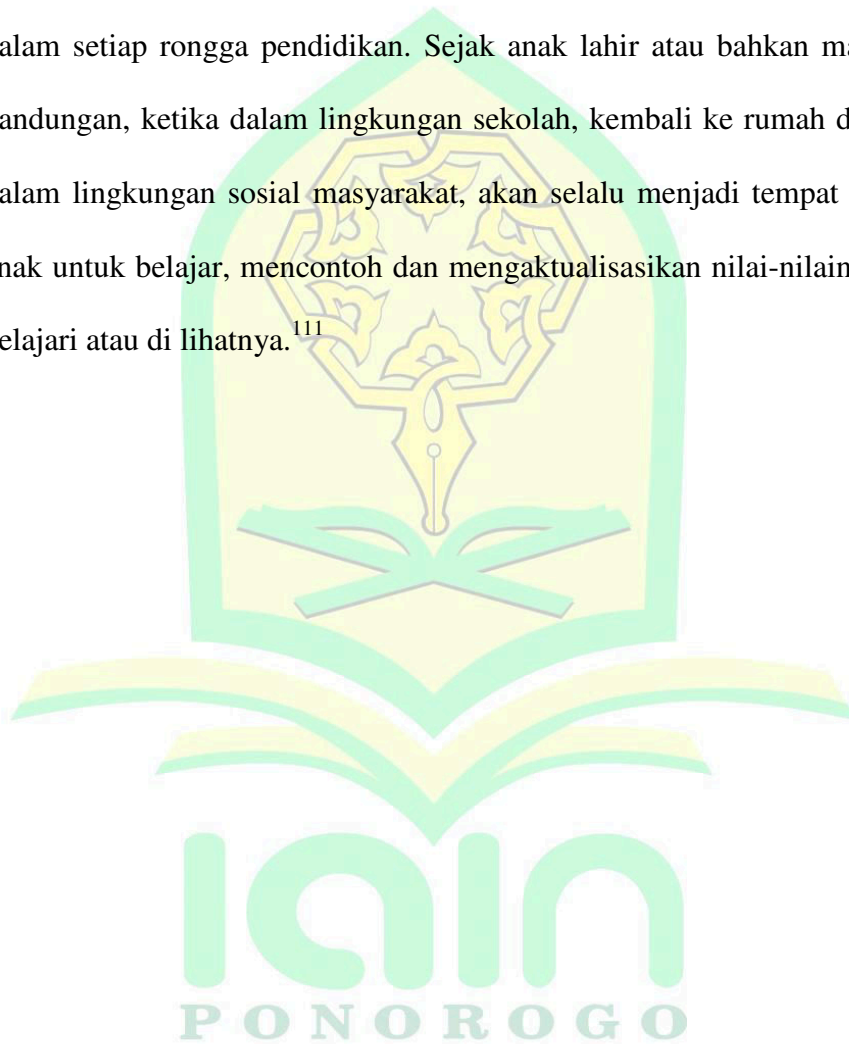 alam setiap rongga pendidikan. Sejak anak lahir atau bahkan ma
andungan, ketika dalam lingkungan sekolah, kembali ke rumah d
alam lingkungan sosial masyarakat, akan selalu menjadi tempat
nak untuk belajar, mencontoh dan mengaktualisasikan nilai-nilain
elajari atau di lihatnya.111
iain
PONOROGO